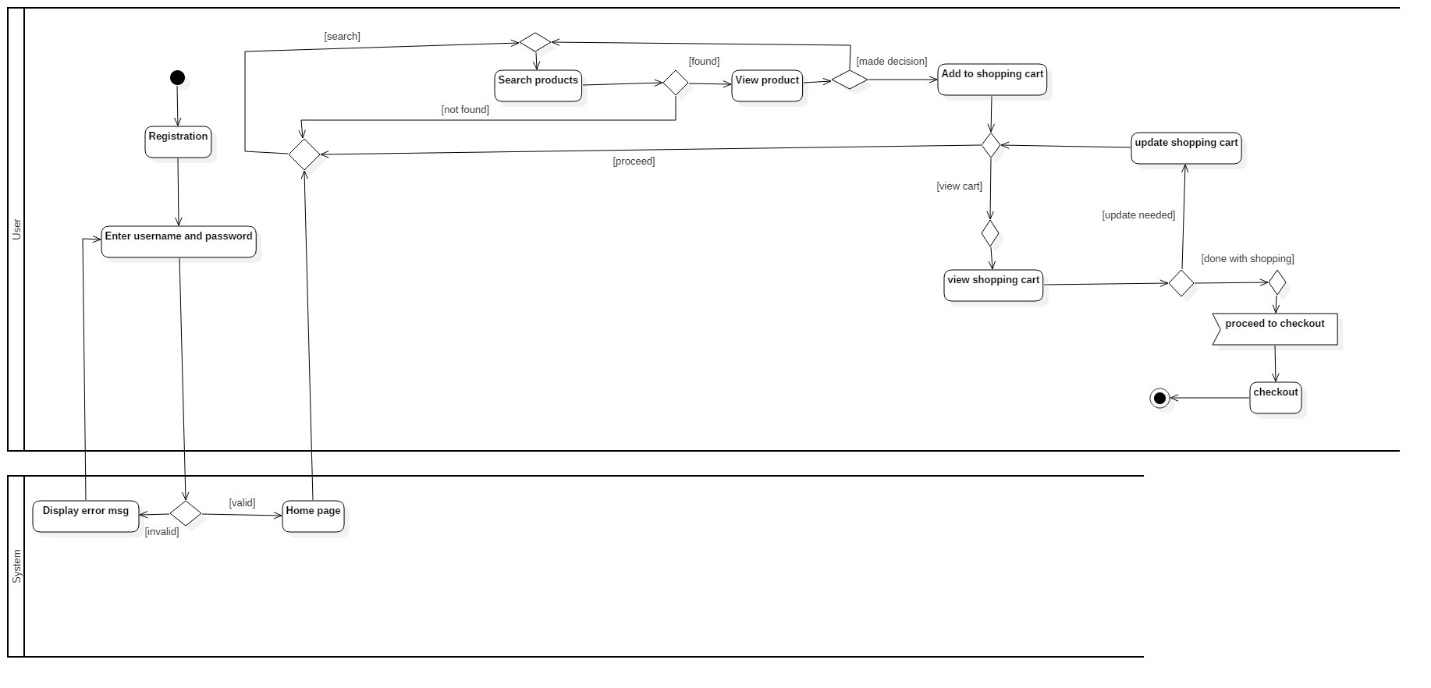 User
[search]
[found]
[made decision]
Search products
View product
Add to shopping cart
[not found]
Registration
update shopping cart
[proceed]
[view cart]
[update needed]
Enter username and password
[done with shopping]
view shopping cart
proceed to checkout
checkout
System
Display error msg
[valid]
Home page
[invalid]